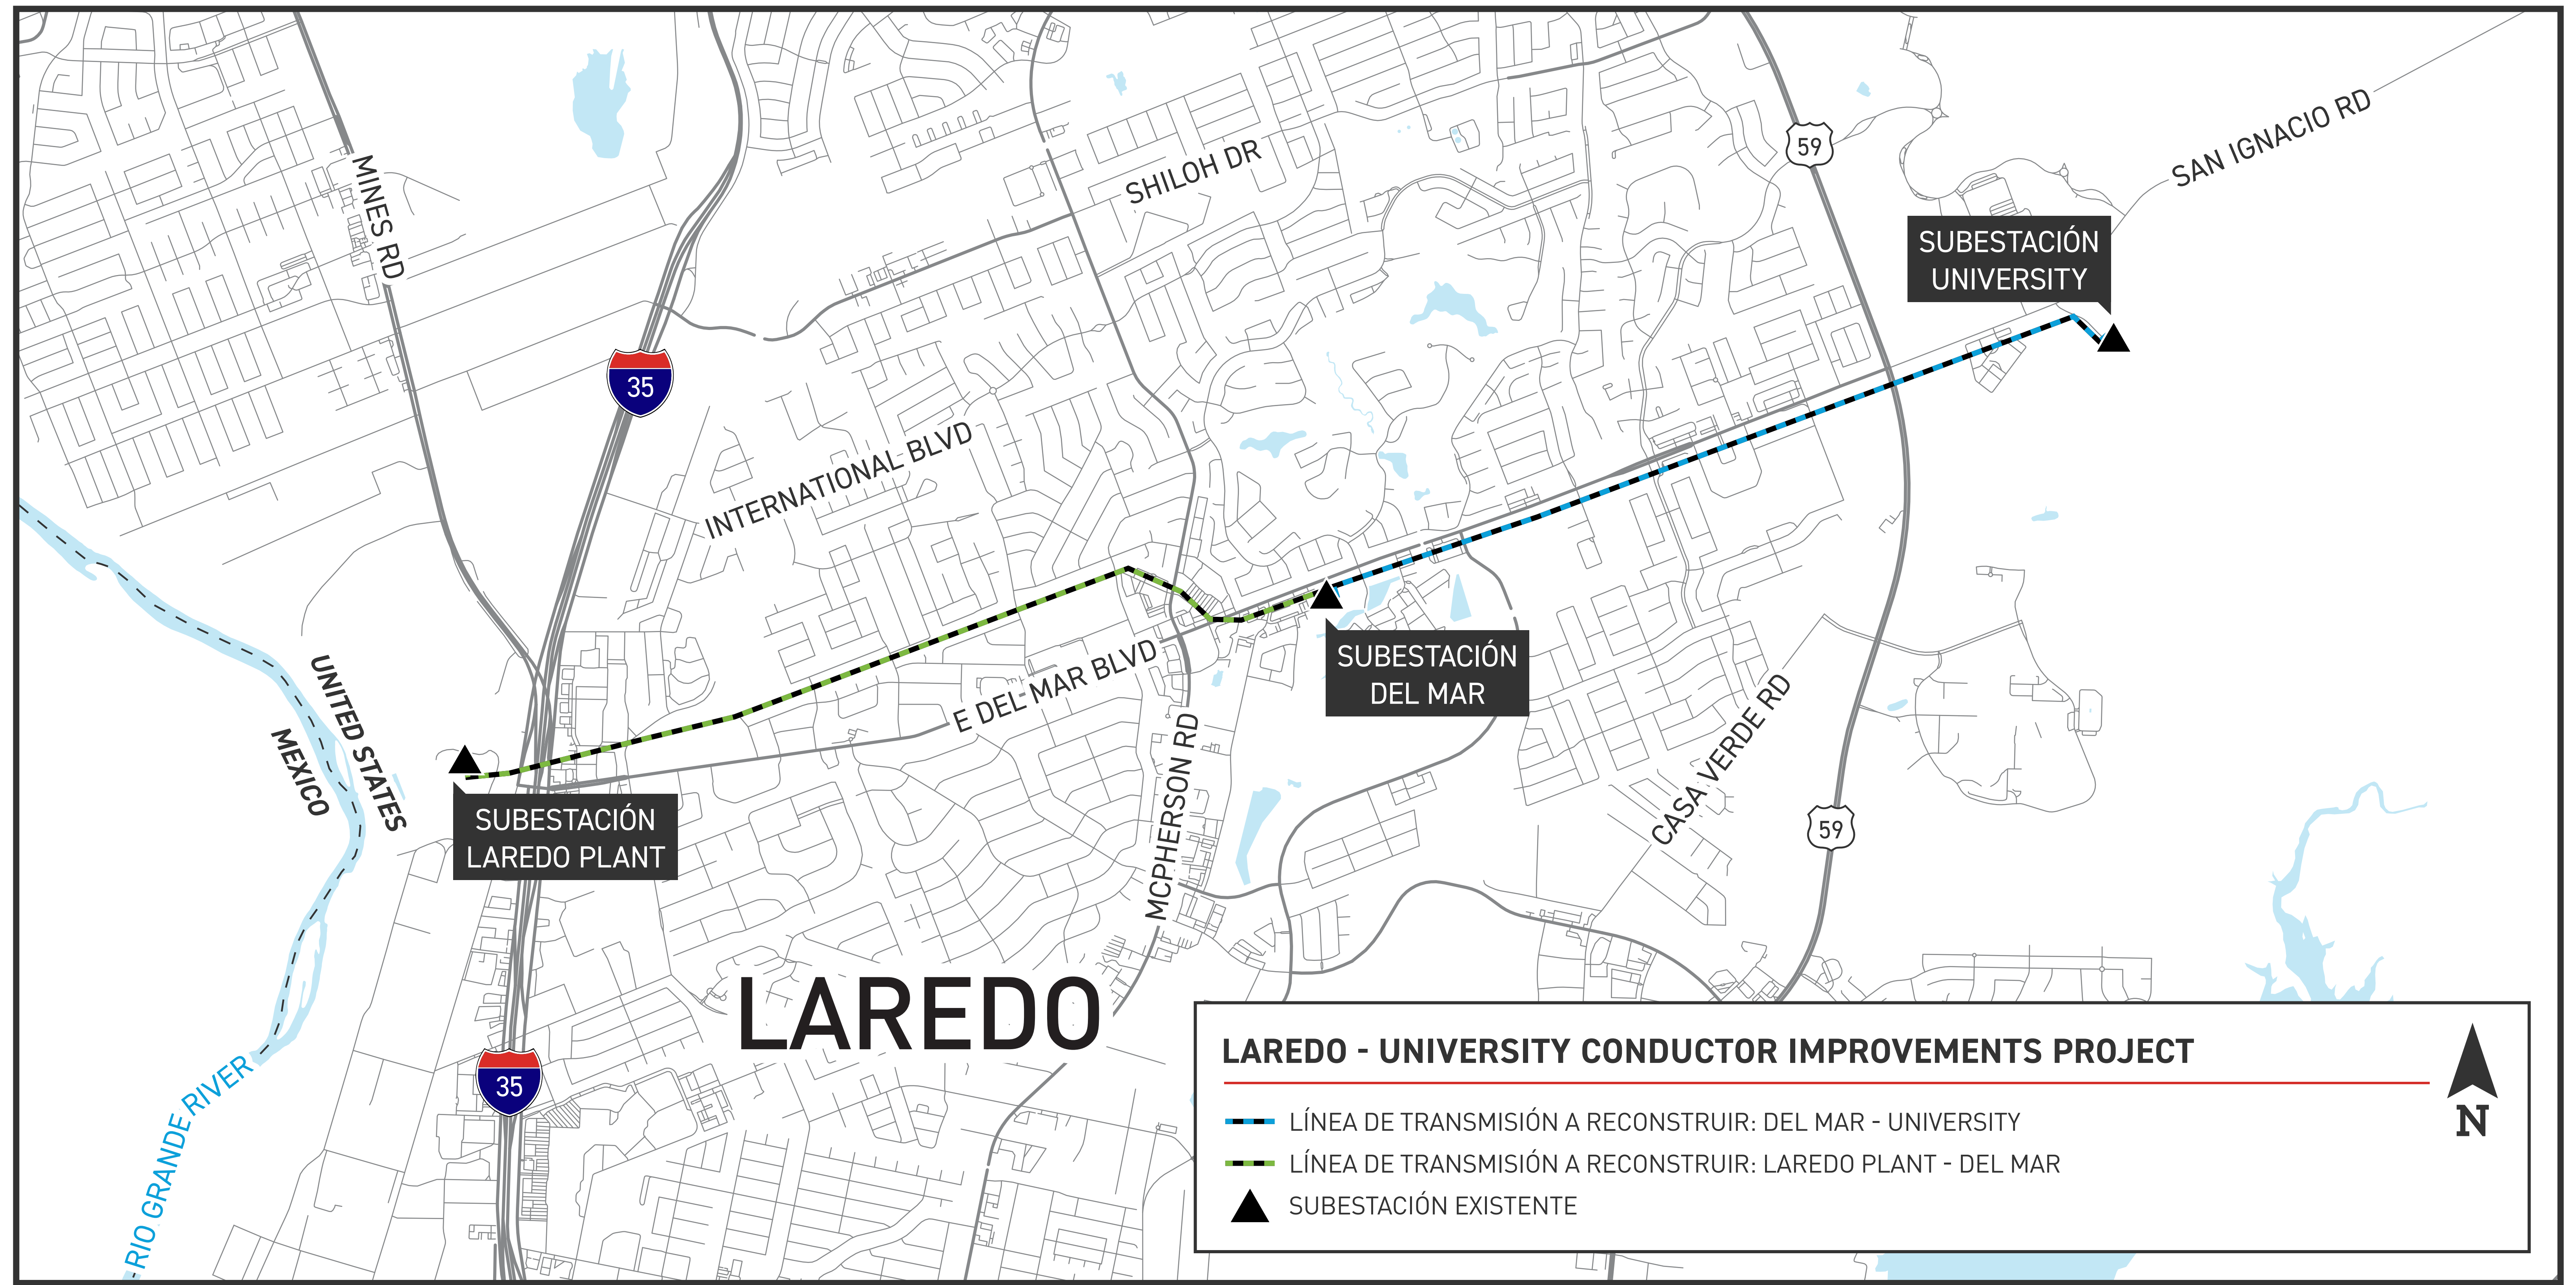 MINES RD
SHILOH DR
59
SAN IGNACIO RD
SUBESTACIÓN
UNIVERSITY
35
INTERNATIONAL BLVD
E DEL MAR BLVD
SUBESTACIÓN
DEL MAR
UNITED STATES
MEXICO
MCPHERSON RD
CASA VERDE RD
SUBESTACIÓN
LAREDO PLANT
59
LAREDO
35
RIO GRANDE RIVER
LAREDO - UNIVERSITY CONDUCTOR IMPROVEMENTS PROJECT
LÍNEA DE TRANSMISIÓN A RECONSTRUIR: DEL MAR - UNIVERSITY
LÍNEA DE TRANSMISIÓN A RECONSTRUIR: LAREDO PLANT - DEL MAR
SUBESTACIÓN EXISTENTE
N